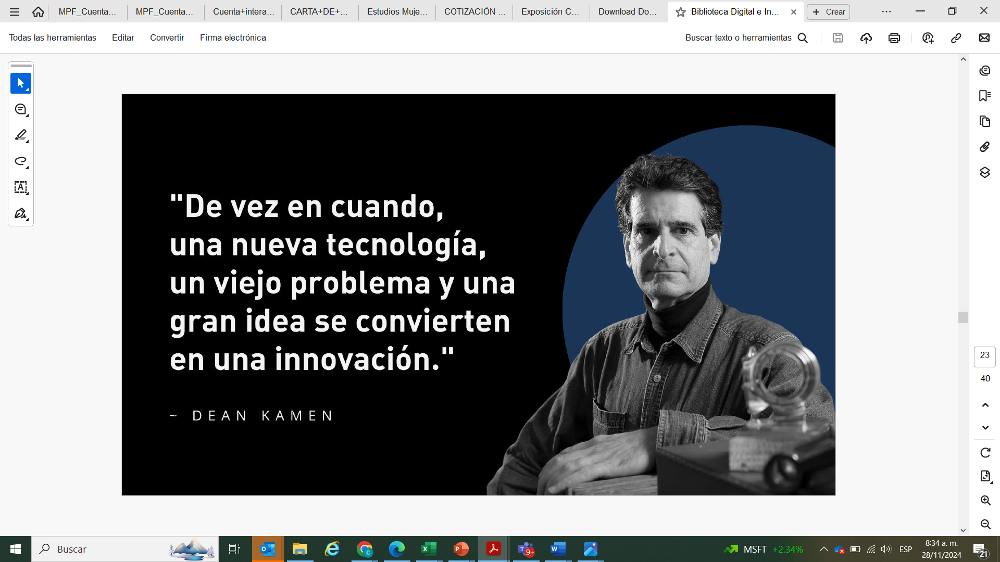 MPF_Cuenta...
MPF_Cuenta...
Cuenta+intera...
CARTA+DE+...
Estudios Muje...
COTIZACIÓN ...
Exposición C...
Download Do...
Biblioteca Digital e In...
Crear
Todas las herramientas
Editar
Convertir
Firma electrónica
Buscar texto o herramientas
"De vez en cuando,
una nueva tecnología,
un viejo problema y una
gran idea se convierten
en una innovación."
~ DEAN KAMEN
23
40
Buscar
MSFT +2.34%
ESP
8:34 a. m.
28/11/2024
21
9+